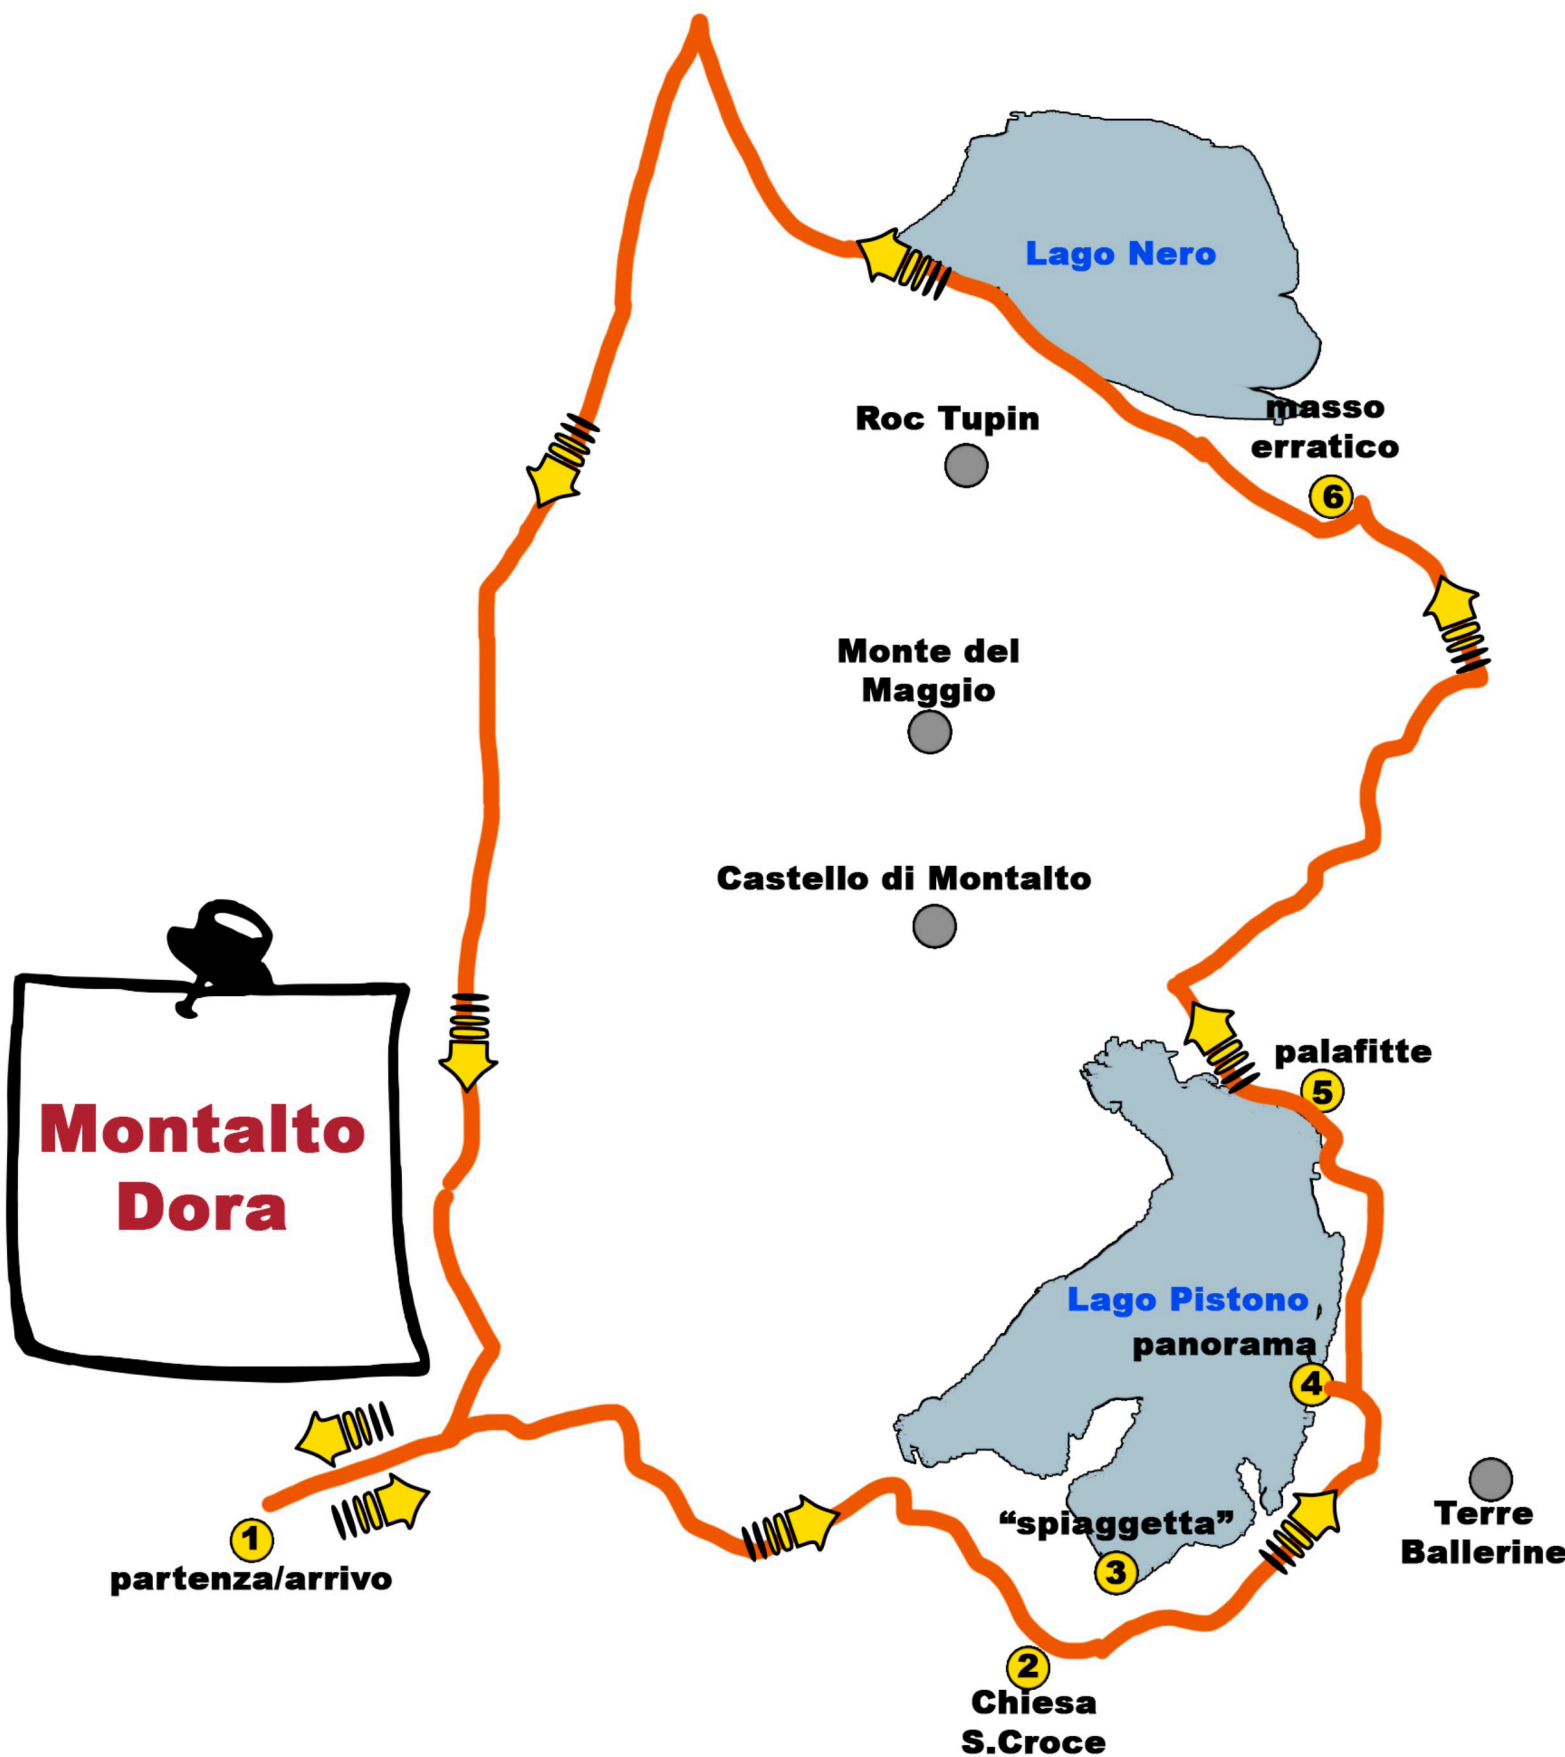 Lago Nero
masso
erratico
6
Roc Tupin
Monte del
Maggio
Castello di Montalto
Montalto
Dora
palafitte
5
Lago Pistono
panorama
4
1
partenza/arrivo
“spiaggetta”
3
Terre
Ballerine
2
Chiesa
S.Croce